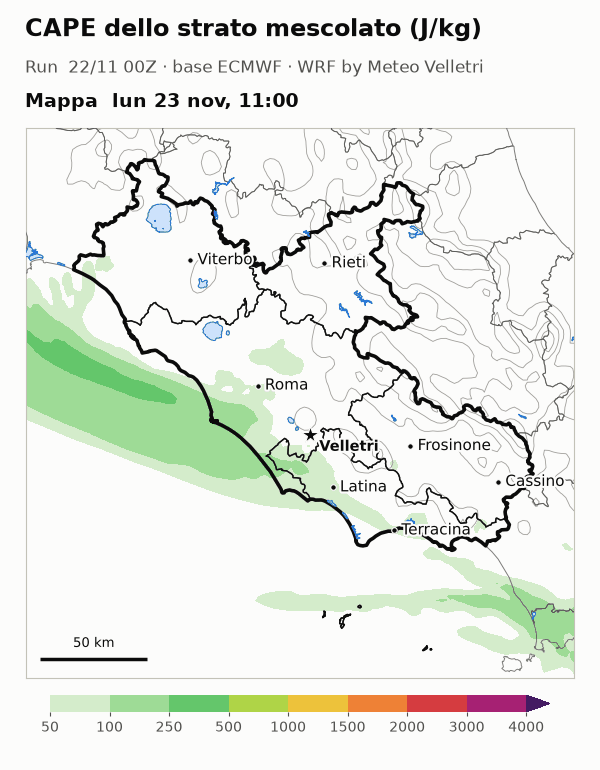 CAPE dello strato mescolato (J/kg)
Run  22/11 00Z · base ECMWF · WRF by Meteo Velletri
Mappa  lun 23 nov, 11:00
Viterbo
Rieti
Roma
Velletri
Frosinone
Cassino
Latina
Terracina
50 km
50 100 250 500 1000 1500 2000 3000 4000